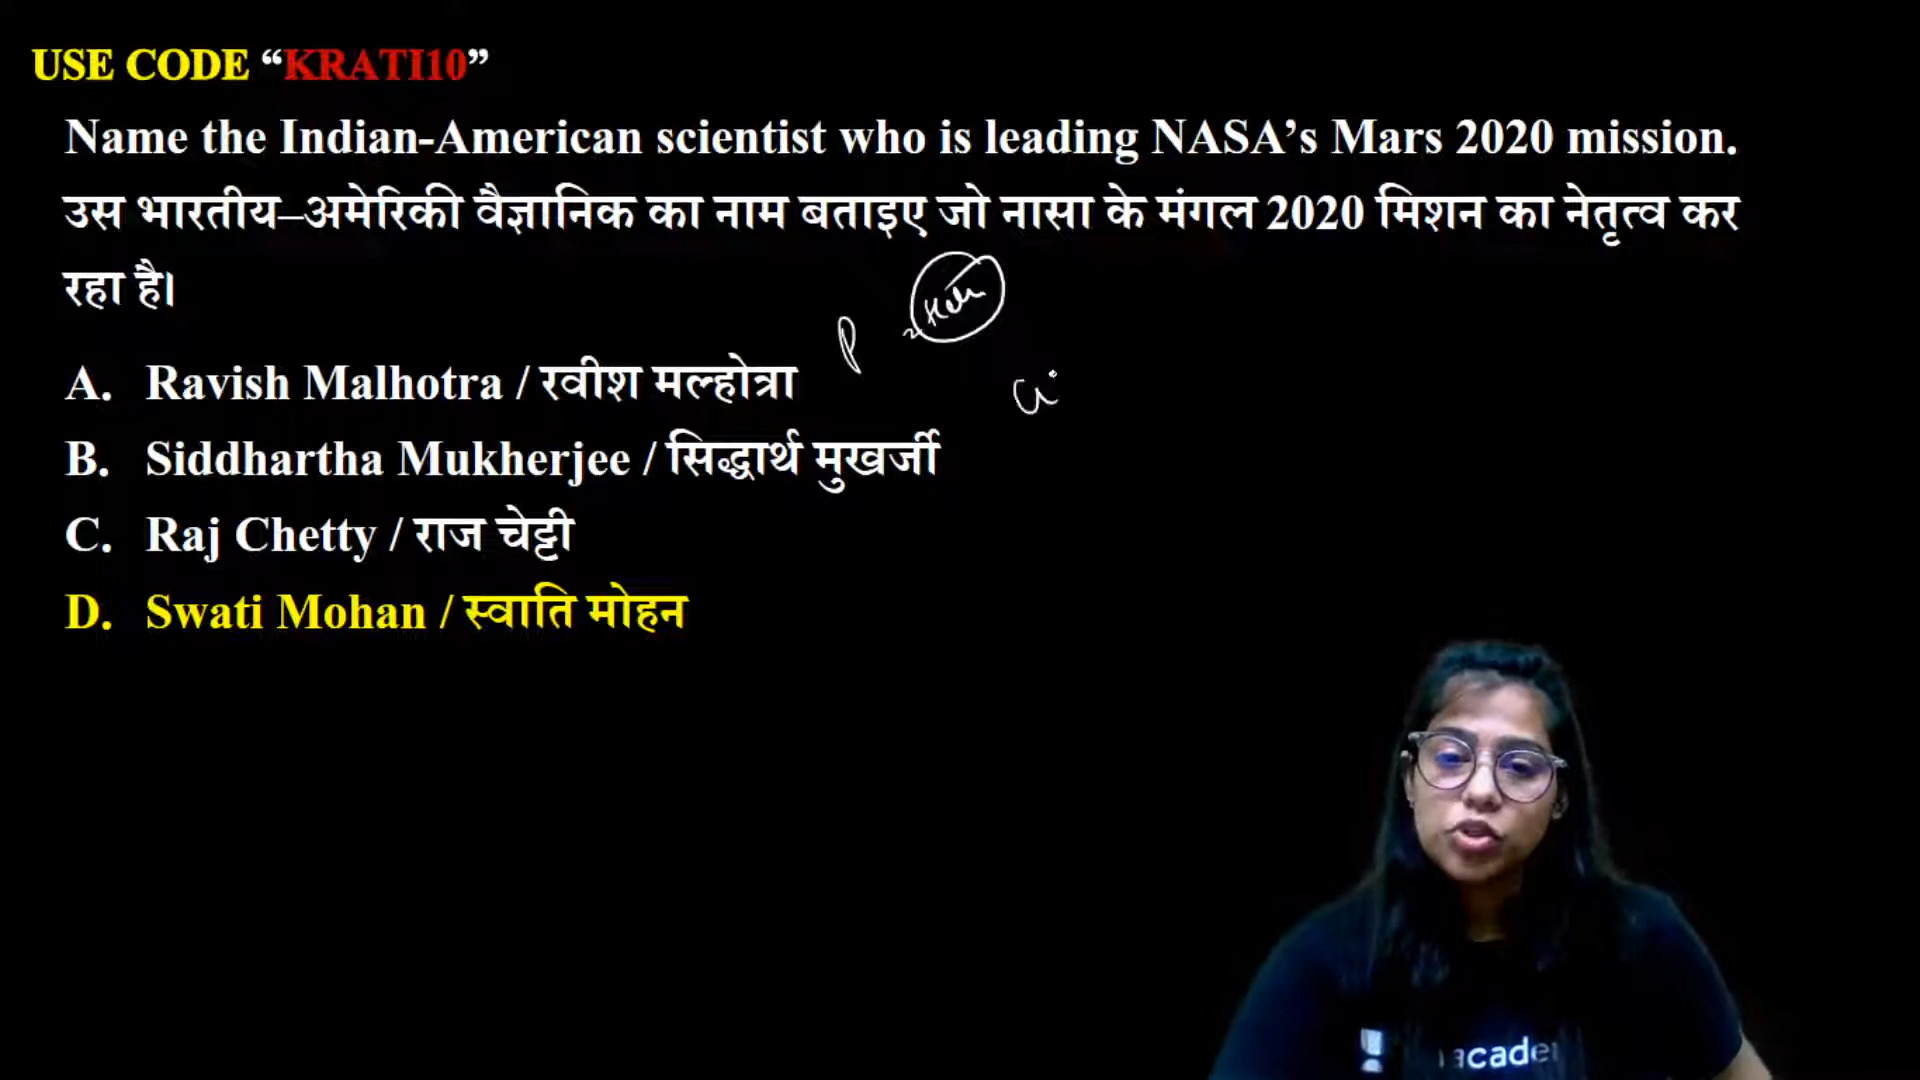 USE CODE “KRATI10”
Name the Indian-American scientist who is leading NASA’s Mars 2020 mission.
उस भारतीय–अमेरिकी वैज्ञानिक का नाम बताइए जो नासा के मंगल 2020 मिशन का नेतृत्व कर
रहा है।
P
A. Ravish Malhotra / रवीश मल्होत्रा
B. Siddhartha Mukherjee / सिद्धार्थ मुखर्जी
C. Raj Chetty / राज चेट्टी
D. Swati Mohan / स्वाति मोहन
acade